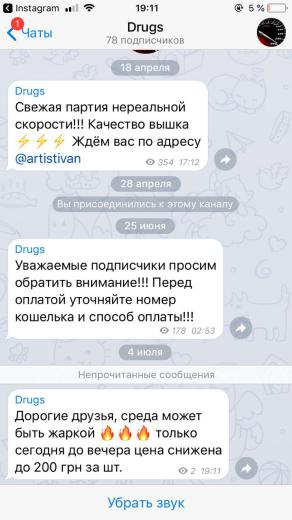 Instagram 19:11 5 %
1
Чаты
Drugs
78 подписчиков
18 апреля
Drugs
Свежая партия нереальной
скорости!!! Качество вышка
⚡⚡⚡ Ждём вас по адресу
@artistivan
354 17:12
28 апреля
Вы присоединились к этому каналу
25 июня
Drugs
Уважаемые подписчики просим
обратить внимание!!! Перед
оплатой уточняйте номер
кошелька и способ оплаты!!!
178 02:53
4 июля
Непрочитанные сообщения
Drugs
Дорогие друзья, среда может
быть жаркой 🔥🔥🔥 только
сегодня до вечера цена снижена
до 200 грн за шт.
2 19:11
Убрать звук